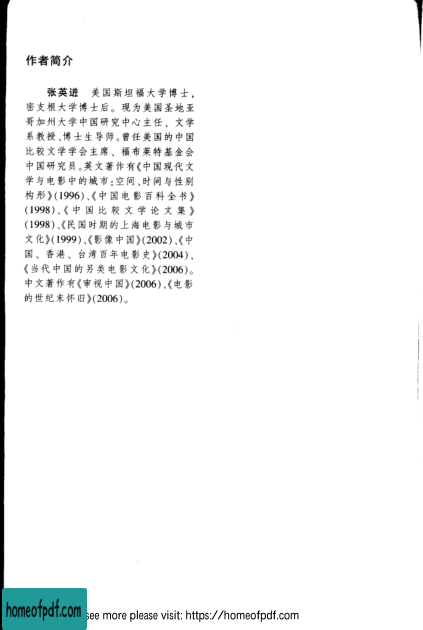 作者简介
张英进 美国斯坦福大学博士,
密支根大学博士后。现为美国圣地亚
哥加州大学中国研究中心主任、文学
系教授、博士生导师。曾任美国的中国
比较文学学会主席、福布莱特基金会
中国研究员。英文著作有《中国现代文
学与电影中的城市:空间、时间与性别
构形》(1996)、《中国电影百科全书》
(1998)、《中国比较文学论文集》
(1998)、《民国时期的上海电影与城市
文化》(1999)、《影像中国》(2002)、《中
国、香港、台湾百年电影史》(2004)、
《当代中国的另类电影文化》(2006)。
中文著作有《审视中国》(2006)、《电影
的世纪末怀旧》(2006)。
homeofpdf.com
see more please visit: https://homeofpdf.com